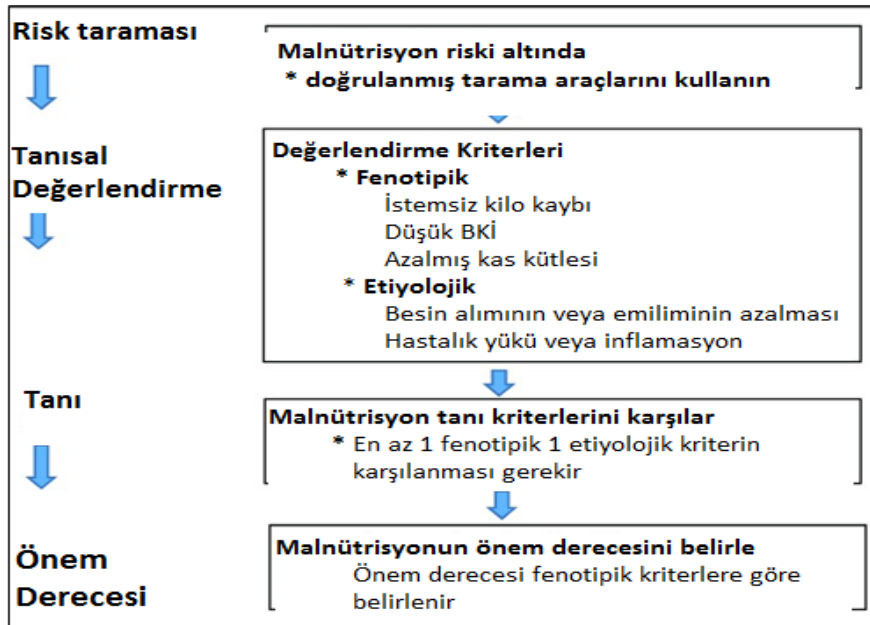 Risk taraması
Malnütrisyon riski altında
* doğrulanmış tarama araçlarını kullanın
Tanısal
Değerlendirme
Değerlendirme Kriterleri
* Fenotipik
İstemsiz kilo kaybı
Düşük BKİ
Azalmış kas kütlesi
* Etiyolojik
Besin alımının veya emiliminin azalması
Hastalık yükü veya inflamasyon
Tanı
Malnütrisyon tanı kriterlerini karşılar
* En az 1 fenotipik 1 etiyolojik kriterin
karşılanması gerekir
Önem
Derecesi
Malnütrisyonun önem derecesini belirle
Önem derecesi fenotipik kriterlere göre
belirlenir